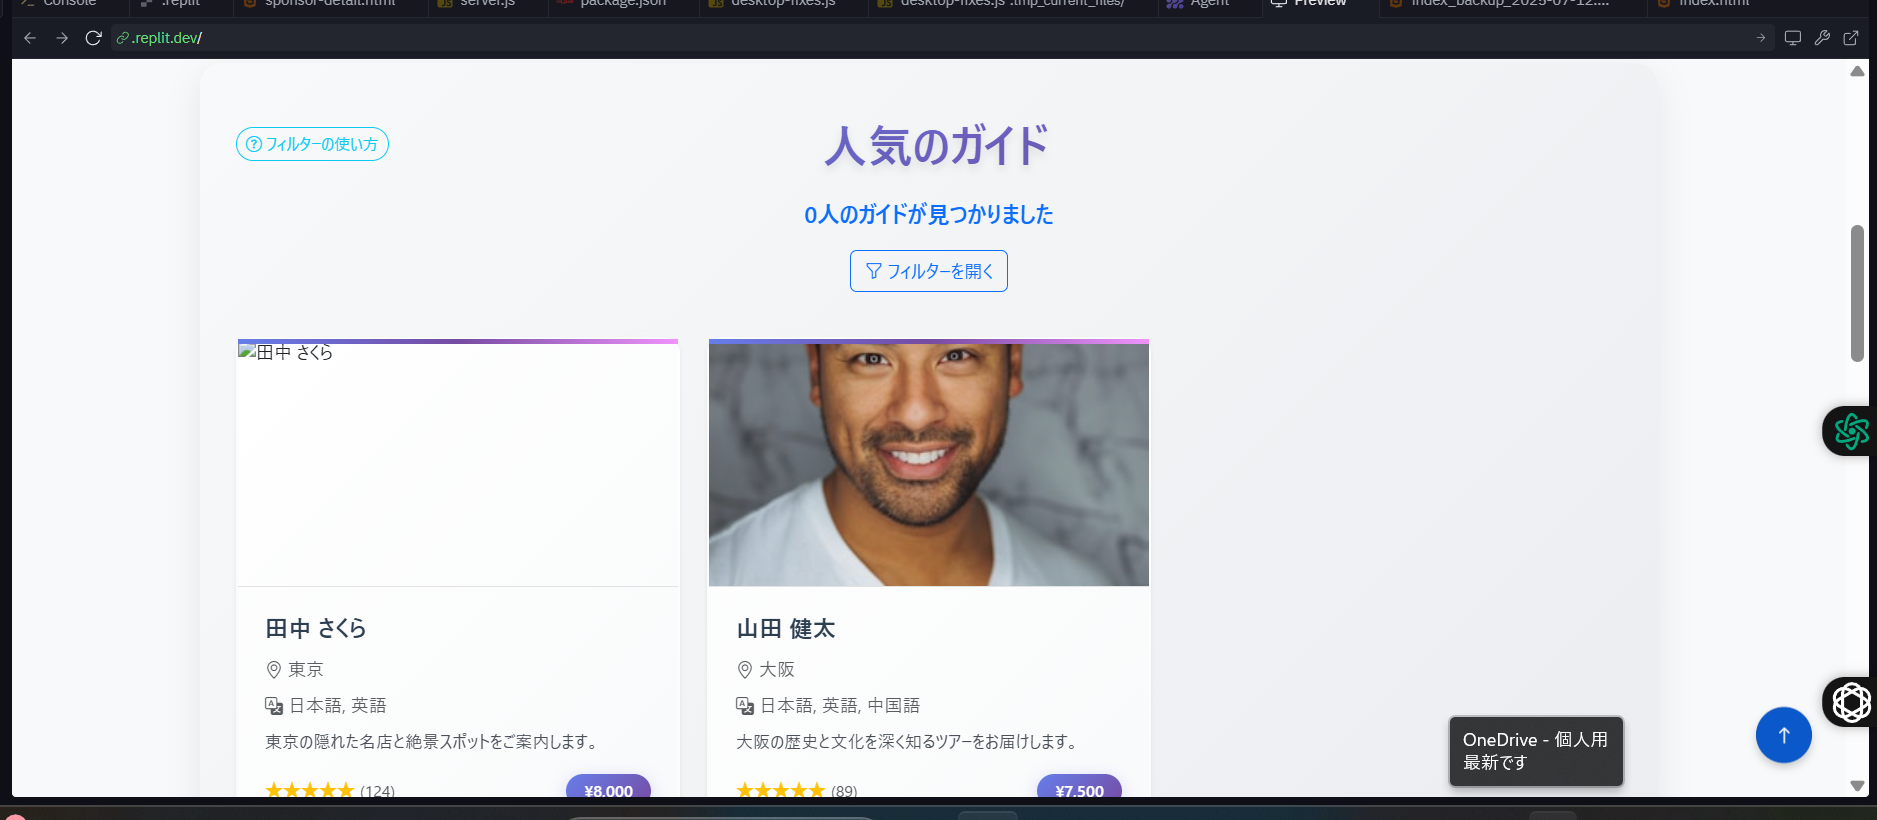 Console
.replit
sponsor-detail.html
server.js
package.json
desktop-fixes.js
desktop-fixes.js .tmp_current_files/
Agent
Preview
index_backup_2025-07-12....
index.html
.replit.dev/
フィルターの使い方
人気のガイド
0人のガイドが見つかりました
フィルターを開く
田中 さくら
田中 さくら
東京
日本語, 英語
東京の隠れた名店と絶景スポットをご案内します。
★★★★★ (124)
¥8,000
山田 健太
大阪
日本語, 英語, 中国語
大阪の歴史と文化を深く知るツアーをお届けします。
★★★★★ (89)
¥7,500
OneDrive - 個人用
最新です